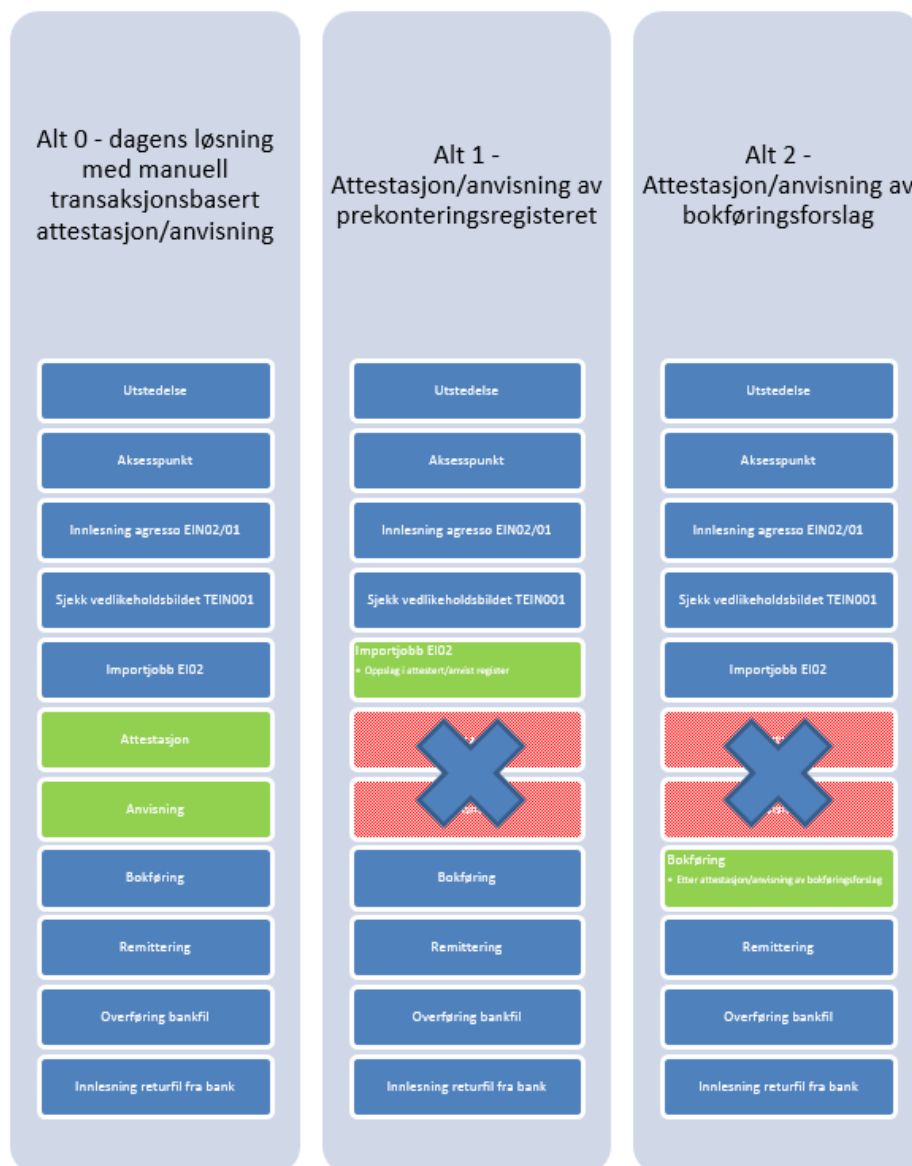 Alt 0 - dagens løsning
med manuell
transaksjonsbasert
attestasjon/anvisning
Utstedelse
Aksesspunkt
Innlesning agresso EIN02/01
Sjekk vedlikeholdsbildet TEIN001
Importjobb EI02
Attestasjon
Anvisning
Bokføring
Remittering
Overføring bankfil
Innlesning returfil fra bank
Alt 1 -
Attestasjon/anvisning av
prekonteringsregisteret
Utstedelse
Aksesspunkt
Innlesning agresso EIN02/01
Sjekk vedlikeholdsbildet TEIN001
Importjobb EI02
• Oppslag i attestert/anvist register
Bokføring
Remittering
Overføring bankfil
Innlesning returfil fra bank
Alt 2 -
Attestasjon/anvisning av
bokføringsforslag
Utstedelse
Aksesspunkt
Innlesning agresso EIN02/01
Sjekk vedlikeholdsbildet TEIN001
Importjobb EI02
Bokføring
• Etter attestasjon/anvisning av bokføringsforslag
Remittering
Overføring bankfil
Innlesning returfil fra bank